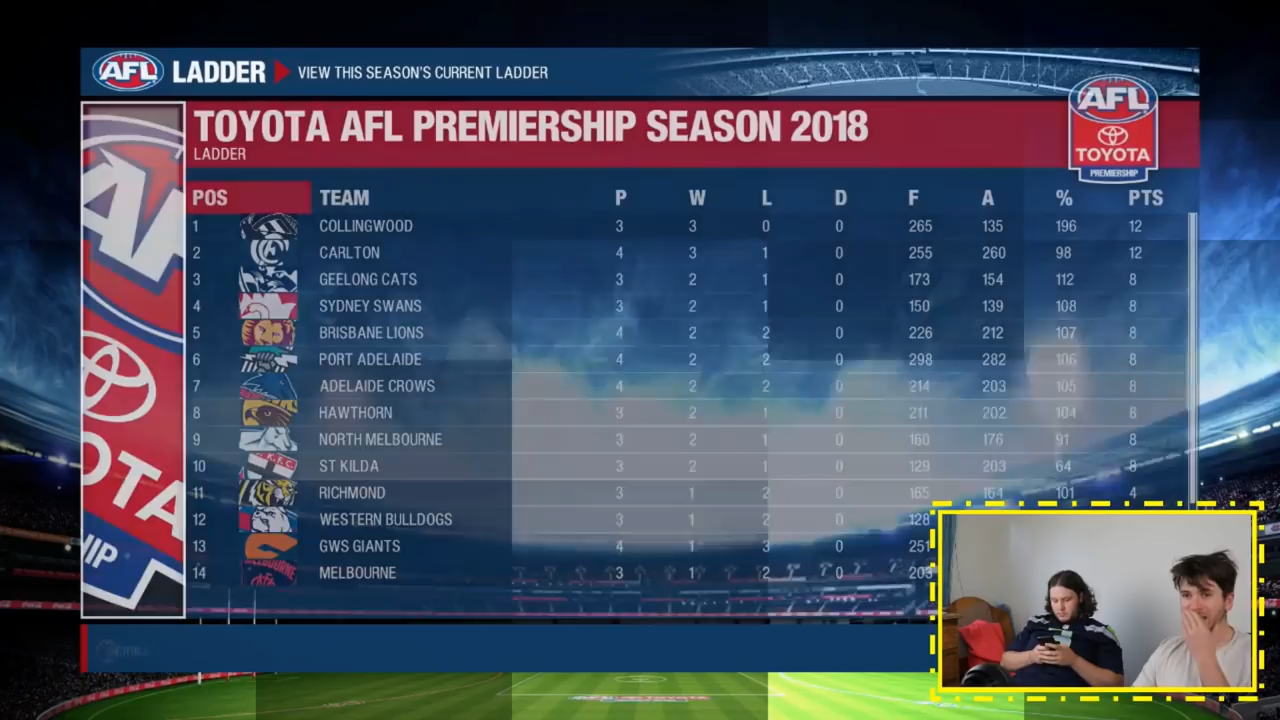 AFL LADDER VIEW THIS SEASON'S CURRENT LADDER
TOYOTA AFL PREMIERSHIP SEASON 2018
LADDER
AFL
TOYOTA
PREMIERSHIP
POS TEAM P W L D F A % PTS
1 COLLINGWOOD 3 3 0 0 265 135 196 12
2 CARLTON 4 3 1 0 255 260 98 12
3 GEELONG CATS 3 2 1 0 173 154 112 8
4 SYDNEY SWANS 3 2 1 0 150 139 108 8
5 BRISBANE LIONS 4 2 2 0 226 212 107 8
6 PORT ADELAIDE 4 2 2 0 298 282 106 8
7 ADELAIDE CROWS 4 2 2 0 214 203 105 8
8 HAWTHORN 3 2 1 0 211 202 104 8
9 NORTH MELBOURNE 3 2 1 0 160 176 91 8
10 ST KILDA 3 2 1 0 129 203 64 8
11 RICHMOND 3 1 2 0 165 164 101 4
12 WESTERN BULLDOGS 3 1 2 0 128
13 GWS GIANTS 4 1 3 0 251
14 MELBOURNE 3 1 2 0 203